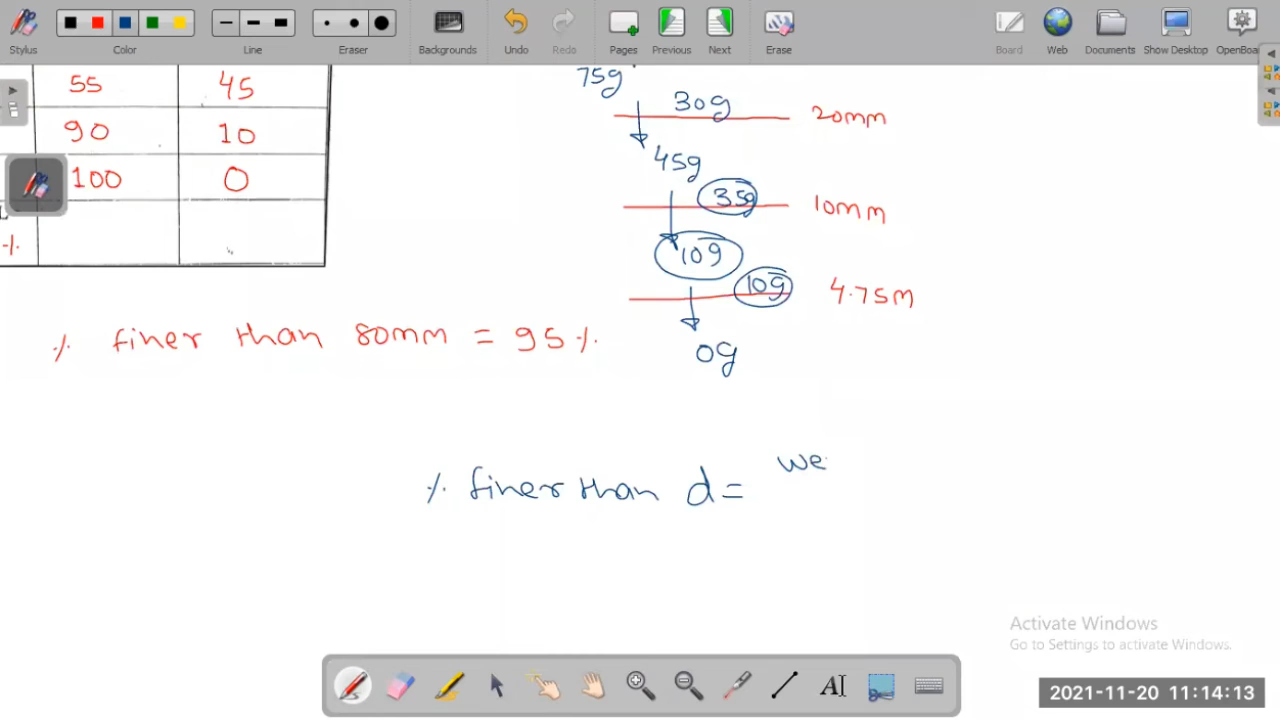 Stylus
Color
Line
Eraser
Backgrounds
Undo
Redo
Pages
Previous
Next
Erase
Board
Web
Documents
Show Desktop
OpenBoa
55 45
90 10
100 0
%
75g
30g 20mm
45g
35g 10mm
10g
10g 4.75m
0g
% finer than 80mm = 95%
% finer than d = we
Activate Windows
Go to Settings to activate Windows.
2021-11-20 11:14:13